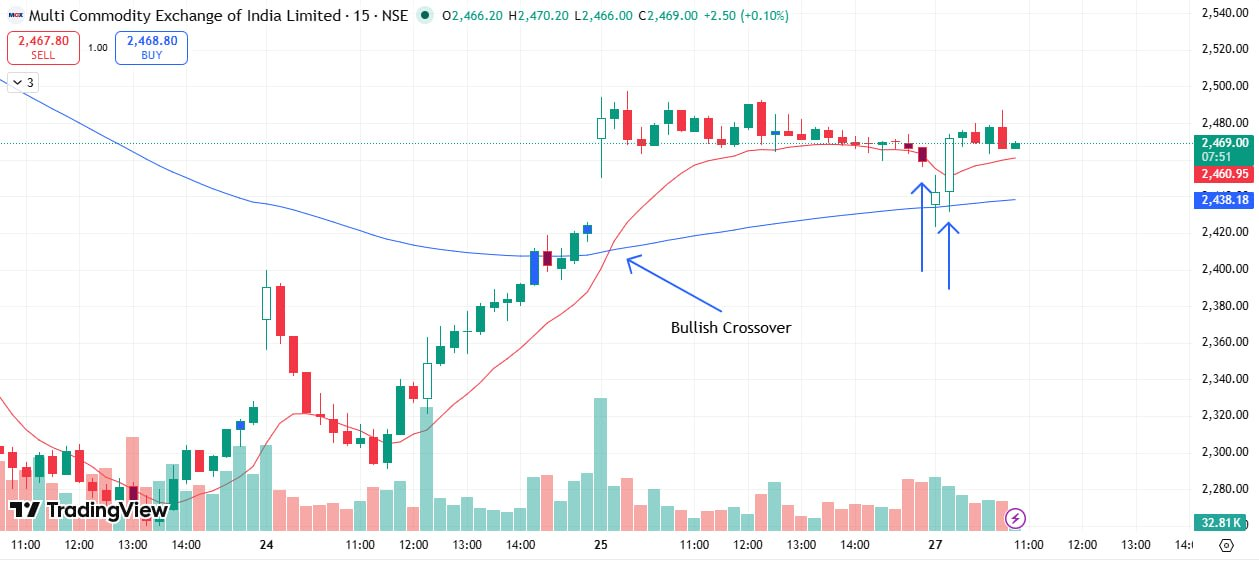 MCX Multi Commodity Exchange of India Limited · 15 · NSE O2,466.20 H2,470.20 L2,466.00 C2,469.00 +2.50 (+0.10%)
2,467.80 1.00 2,468.80
SELL BUY
3
2,540.00
2,520.00
2,500.00
2,480.00
2,469.00
07:51
2,460.95
2,438.18
2,420.00
2,400.00
2,380.00
2,360.00
2,340.00
2,320.00
2,300.00
2,280.00
32.81 K
Bullish Crossover
TradingView
11:00 12:00 13:00 14:00 24 11:00 12:00 13:00 14:00 25 11:00 12:00 13:00 14:00 27 11:00 12:00 13:00